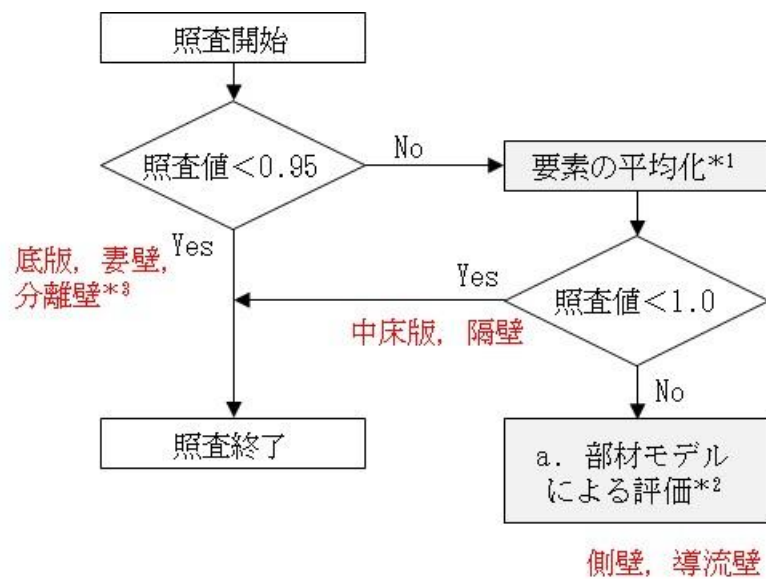 照査開始
照査値＜0.95
No
要素の平均化*1
Yes
底版，妻壁，
分離壁*3
Yes
照査値＜1.0
中床版，隔壁
No
照査終了
a. 部材モデル
による評価*2
側壁，導流壁